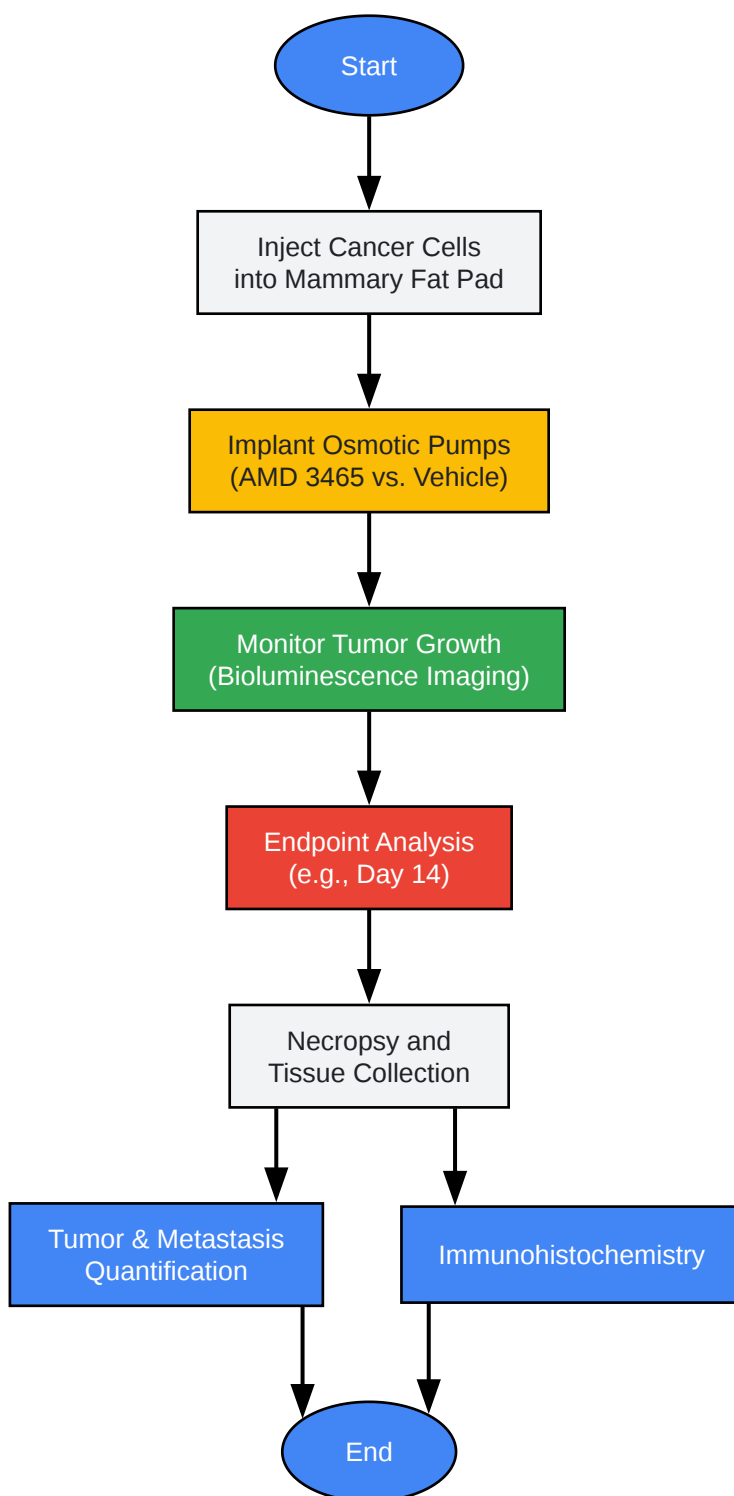 Start
Inject Cancer Cells
into Mammary Fat Pad
Implant Osmotic Pumps
(AMD 3465 vs. Vehicle)
Monitor Tumor Growth
(Bioluminescence Imaging)
Endpoint Analysis
(e.g., Day 14)
Necropsy and
Tissue Collection
Tumor & Metastasis
Quantification
Immunohistochemistry
End